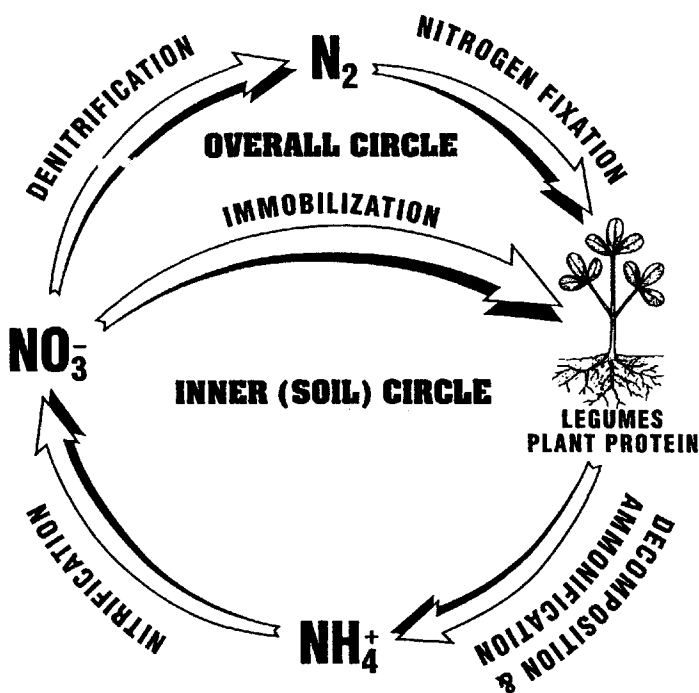 N₂
NITROGEN FIXATION
DENITRIFICATION
OVERALL CIRCLE
IMMOBILIZATION
NO₃⁻
INNER (SOIL) CIRCLE
LEGUMES
PLANT PROTEIN
DECOMPOSITION &
AMMONIFICATION
NITRIFICATION
NH₄⁺